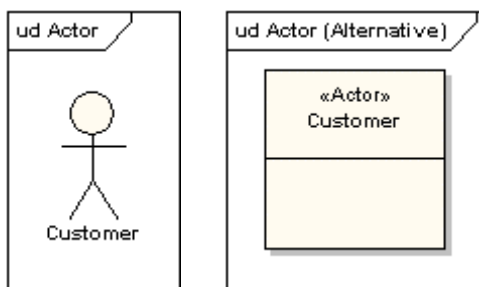 ud Actor
Customer
ud Actor (Alternative)
«Actor»
Customer